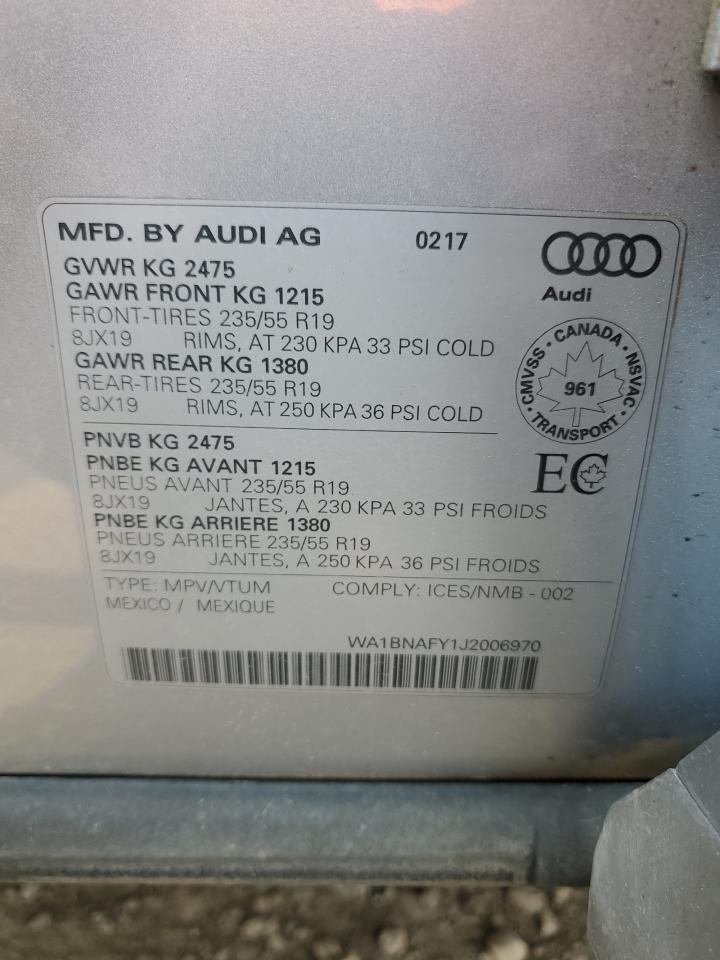 MFD. BY AUDI AG 0217
Audi
GVWR KG 2475
GAWR FRONT KG 1215
FRONT-TIRES 235/55 R19
8JX19 RIMS, AT 230 KPA 33 PSI COLD
GAWR REAR KG 1380
REAR-TIRES 235/55 R19
8JX19 RIMS, AT 250 KPA 36 PSI COLD
CMVSS · CANADA · NSVAC · TRANSPORT ·
961
PNVB KG 2475
PNBE KG AVANT 1215
PNEUS AVANT 235/55 R19
8JX19 JANTES, A 230 KPA 33 PSI FROIDS
PNBE KG ARRIERE 1380
PNEUS ARRIERE 235/55 R19
8JX19 JANTES, A 250 KPA 36 PSI FROIDS
EC
TYPE: MPV/VTUM COMPLY: ICES/NMB - 002
MEXICO / MEXIQUE
WA1BNAFY1J2006970